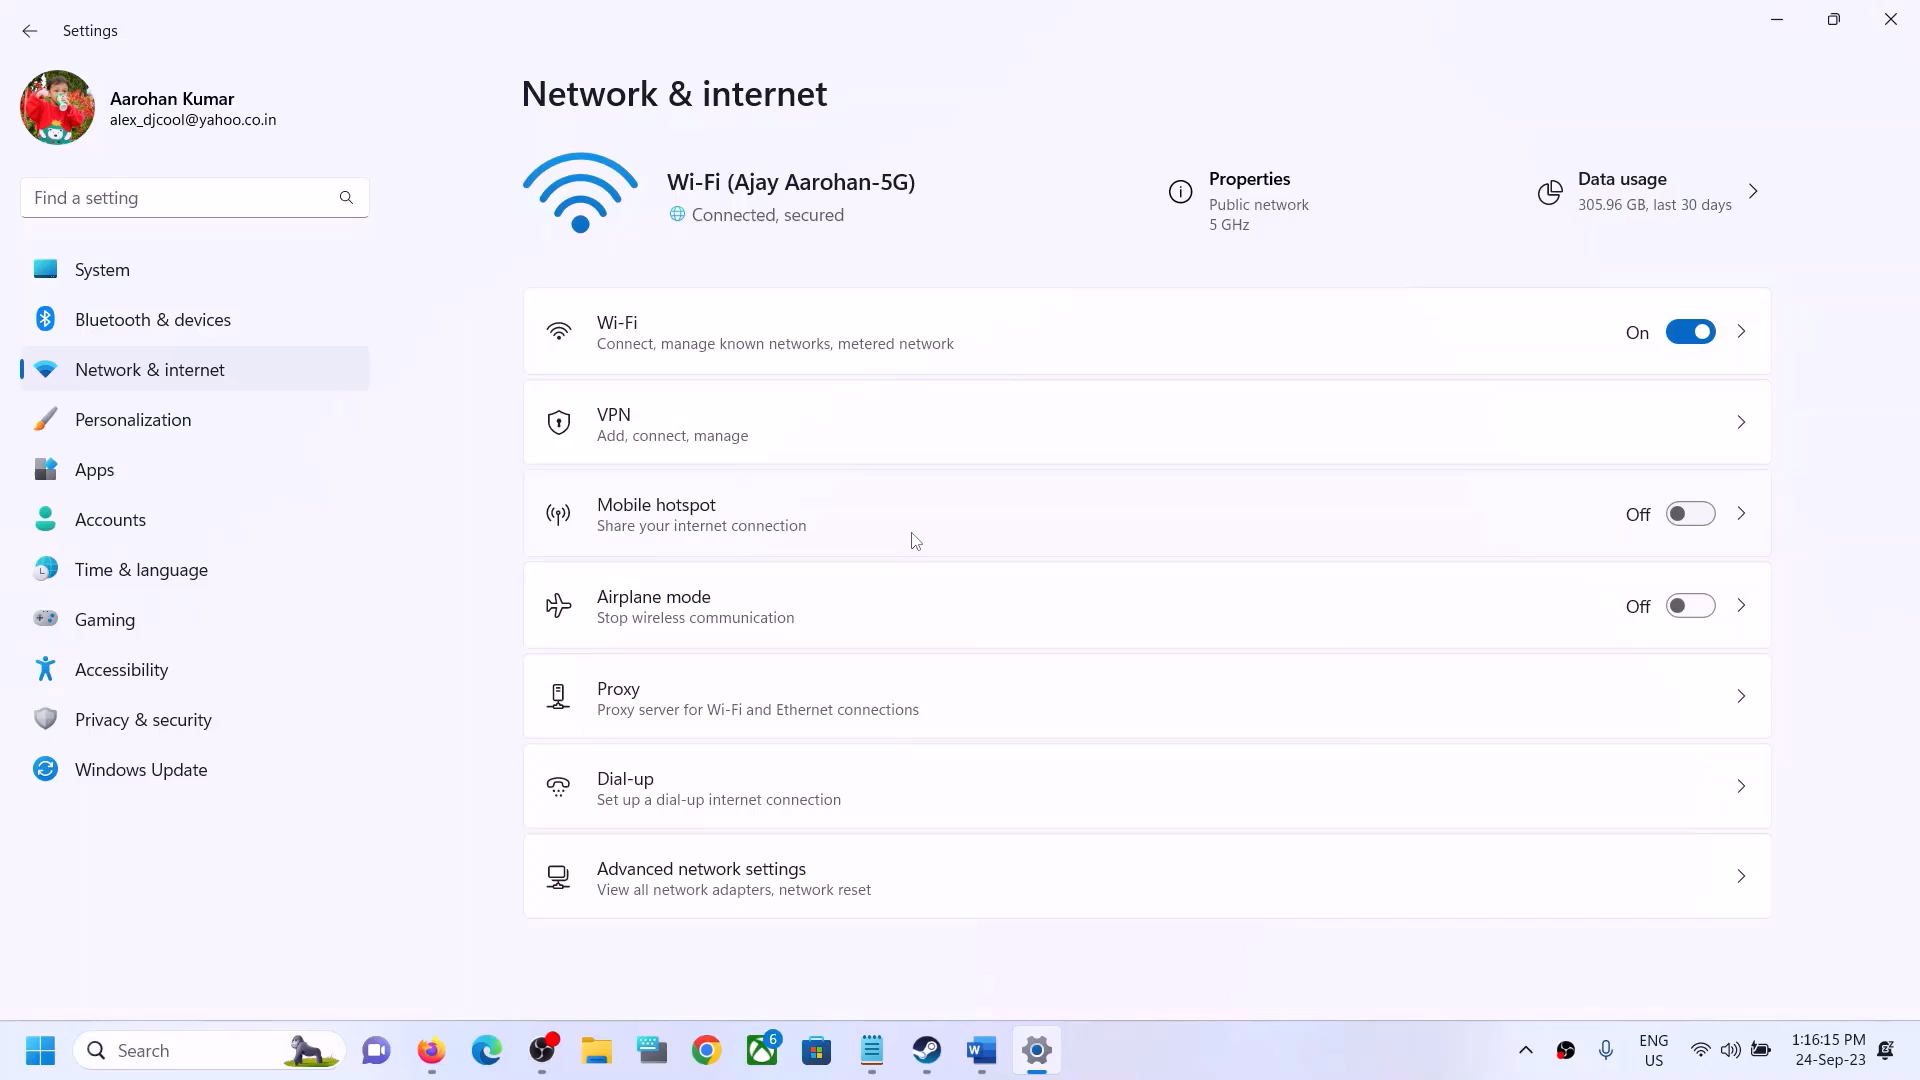 Settings
Aarohan Kumar
alex_djcool@yahoo.co.in
Find a setting
System
Bluetooth & devices
Network & internet
Personalization
Apps
Accounts
Time & language
Gaming
Accessibility
Privacy & security
Windows Update
Network & internet
Wi-Fi (Ajay Aarohan-5G)
Connected, secured
Properties
Public network
5 GHz
Data usage
305.96 GB, last 30 days
Wi-Fi
Connect, manage known networks, metered network
On
VPN
Add, connect, manage
Mobile hotspot
Share your internet connection
Off
Airplane mode
Stop wireless communication
Off
Proxy
Proxy server for Wi-Fi and Ethernet connections
Dial-up
Set up a dial-up internet connection
Advanced network settings
View all network adapters, network reset
Search
6
W
ENG
US
1:16:15 PM
24-Sep-23